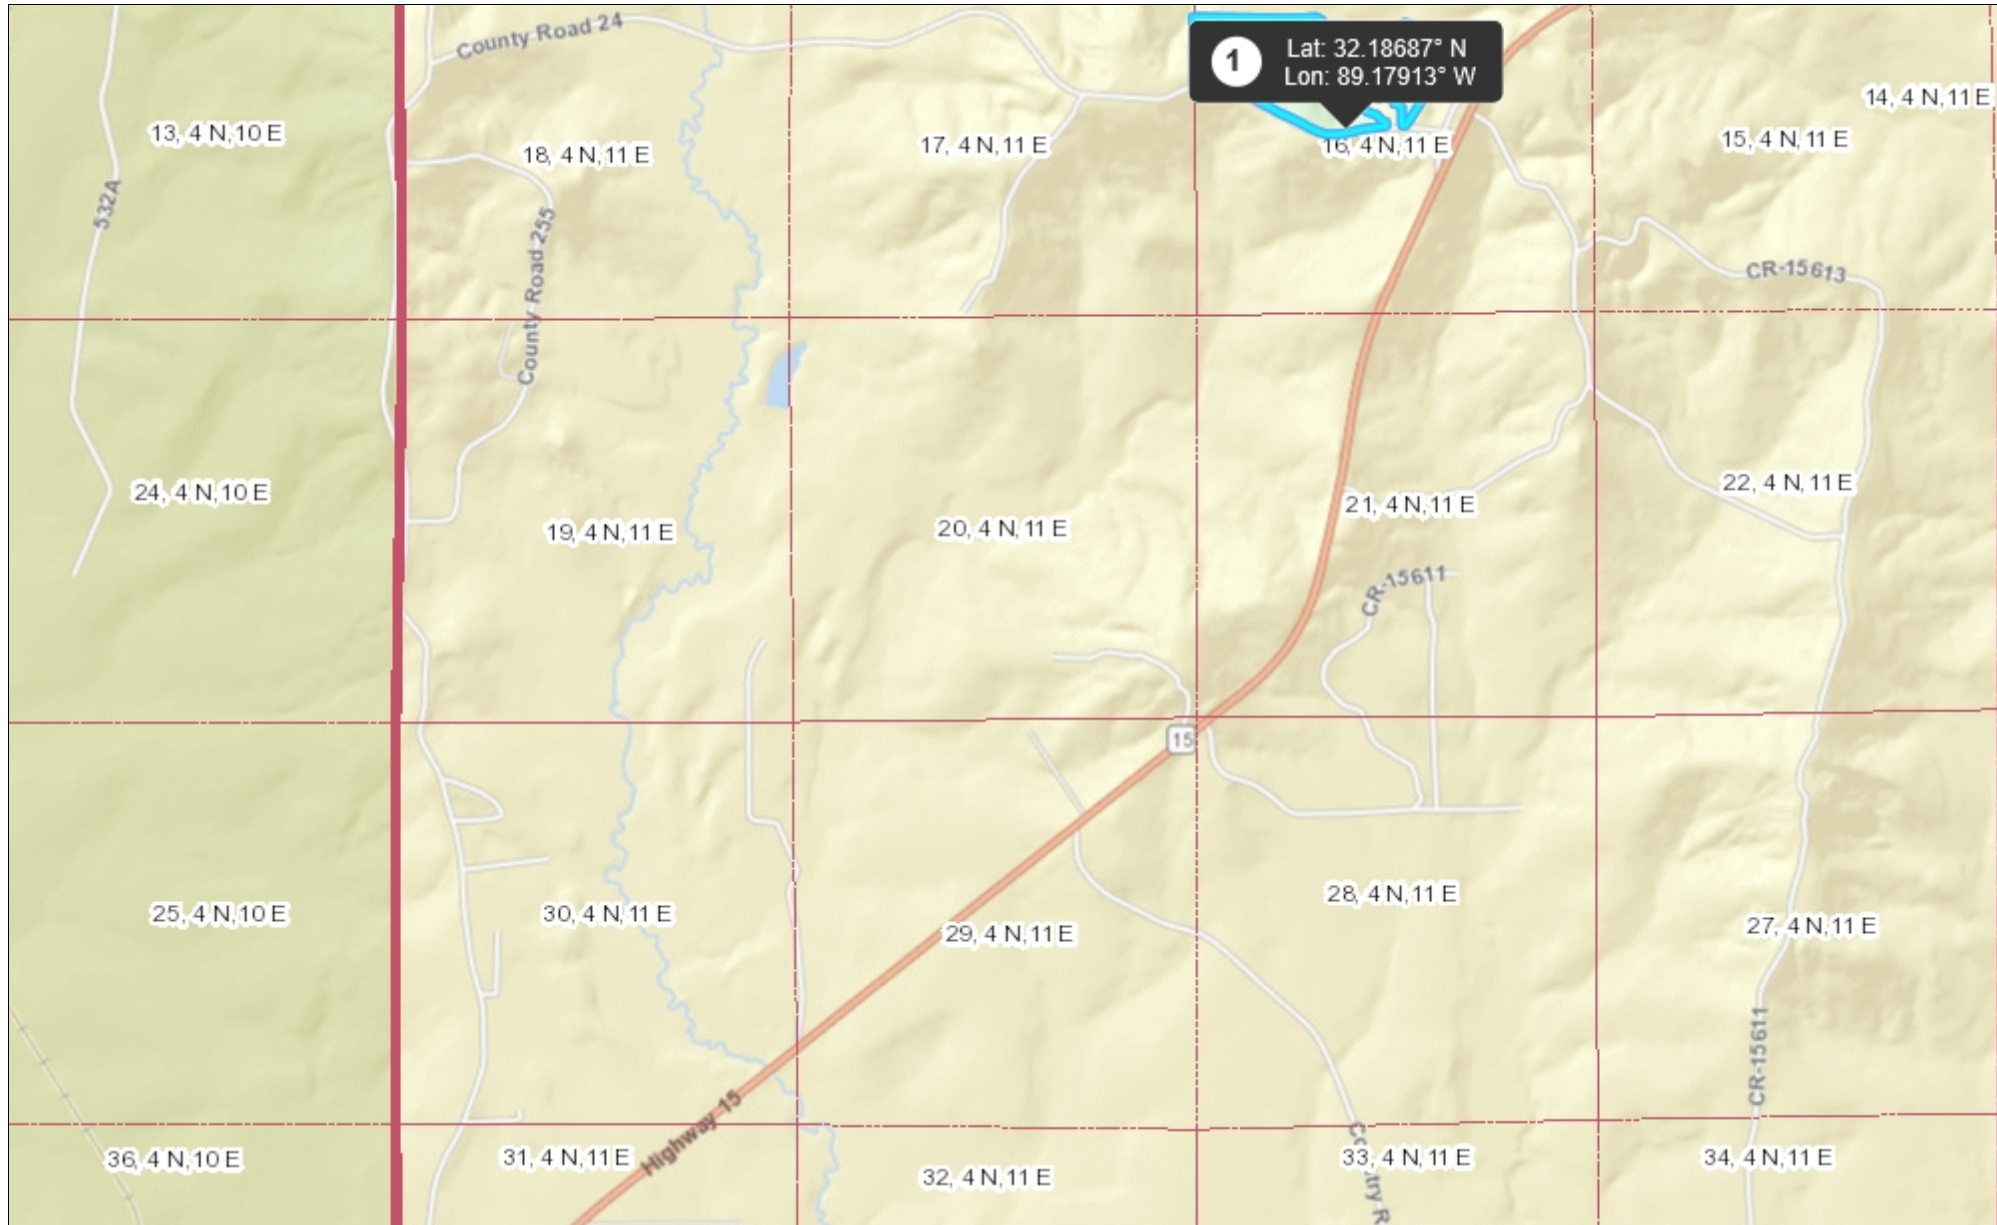 County Road 24
1
Lat: 32.18687° N
Lon: 89.17913° W
14, 4 N,11 E
13, 4 N,10 E
18, 4 N,11 E
17, 4 N,11 E
16, 4 N,11 E
15, 4 N,11 E
532A
County Road 255
CR-15613
24, 4 N,10 E
19, 4 N,11 E
20, 4 N,11 E
21, 4 N,11 E
22, 4 N,11 E
CR-15611
15
25, 4 N,10 E
30, 4 N,11 E
29, 4 N,11 E
28, 4 N,11 E
27, 4 N,11 E
CR-15611
Highway 15
36, 4 N,10 E
31, 4 N,11 E
32, 4 N,11 E
33, 4 N,11 E
34, 4 N,11 E